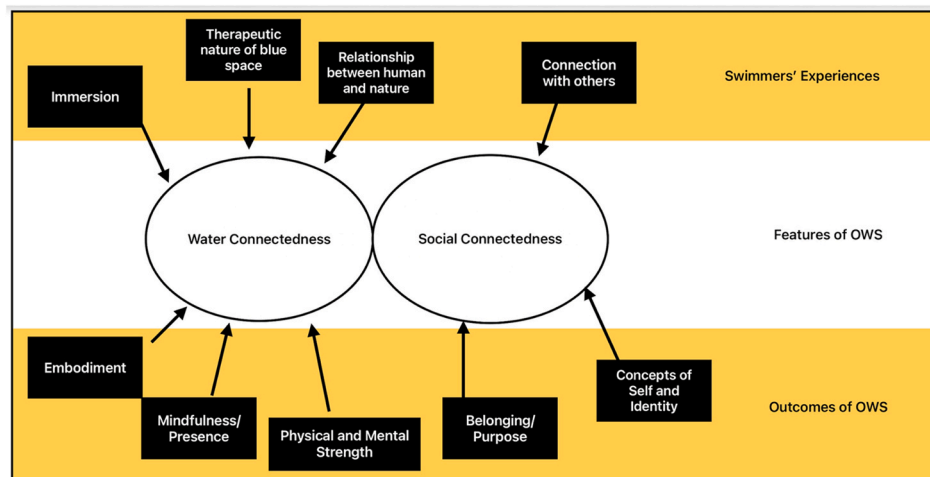 Therapeutic
nature of blue
space
Relationship
between human
and nature
Connection
with others
Swimmers' Experiences
Immersion
Water Connectedness
Social Connectedness
Features of OWS
Embodiment
Mindfulness/
Presence
Physical and Mental
Strength
Belonging/
Purpose
Concepts of
Self and
Identity
Outcomes of OWS